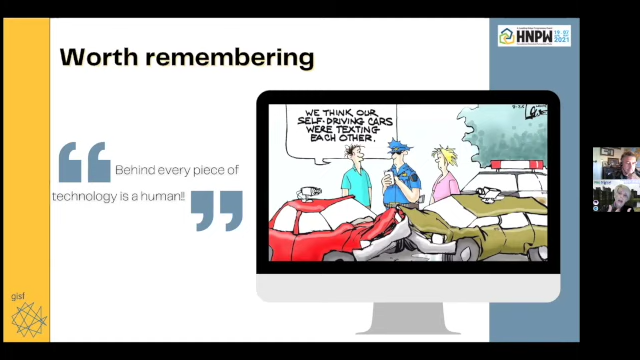 Worth remembering
HNPW
2021
Behind every piece of
technology is a human!!
WE THINK OUR
SELF-DRIVING CARS
WERE TEXTING
EACH OTHER.
gisf